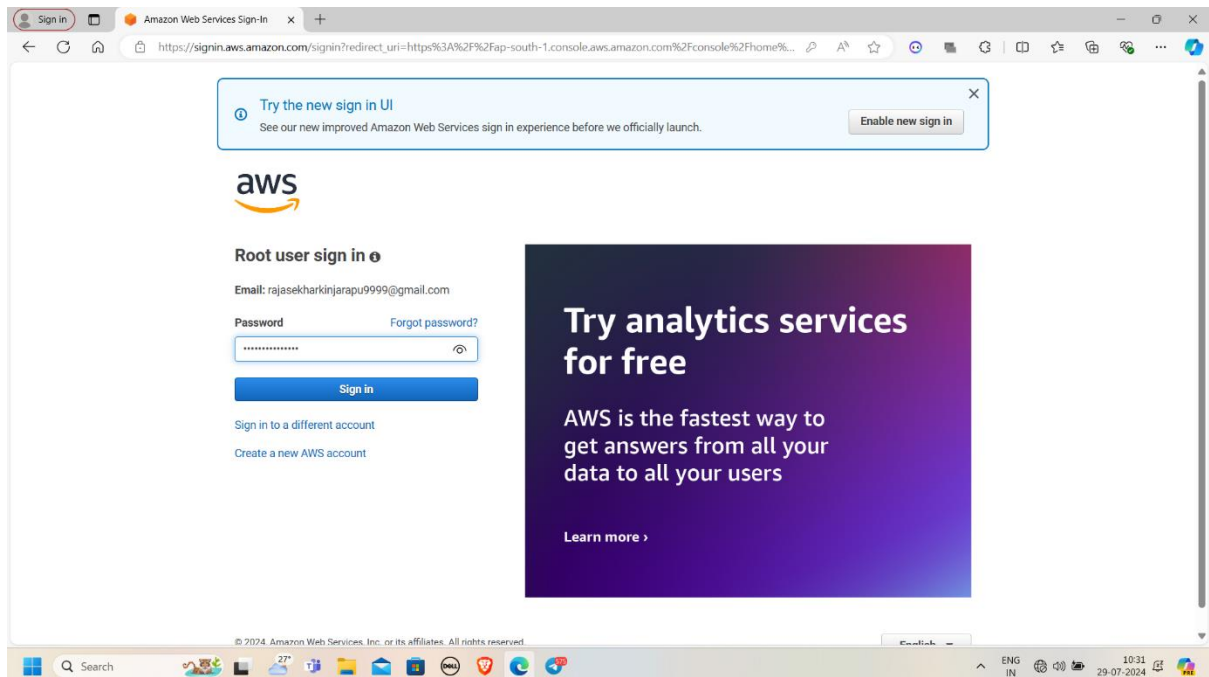 Sign in
Amazon Web Services Sign-In
https://signin.aws.amazon.com/signin?redirect_uri=https%3A%2F%2Fap-south-1.console.aws.amazon.com%2Fconsole%2Fhome%...
Try the new sign in UI
See our new improved Amazon Web Services sign in experience before we officially launch.
Enable new sign in
aws
Root user sign in
Email: rajasekharkinjarapu9999@gmail.com
Password Forgot password?
Sign in
Sign in to a different account
Create a new AWS account
Try analytics services
for free
AWS is the fastest way to
get answers from all your
data to all your users
Learn more ›
© 2024, Amazon Web Services, Inc. or its affiliates. All rights reserved.
English
Search
27°
DELL
ENG
IN
10:31
29-07-2024
PRE